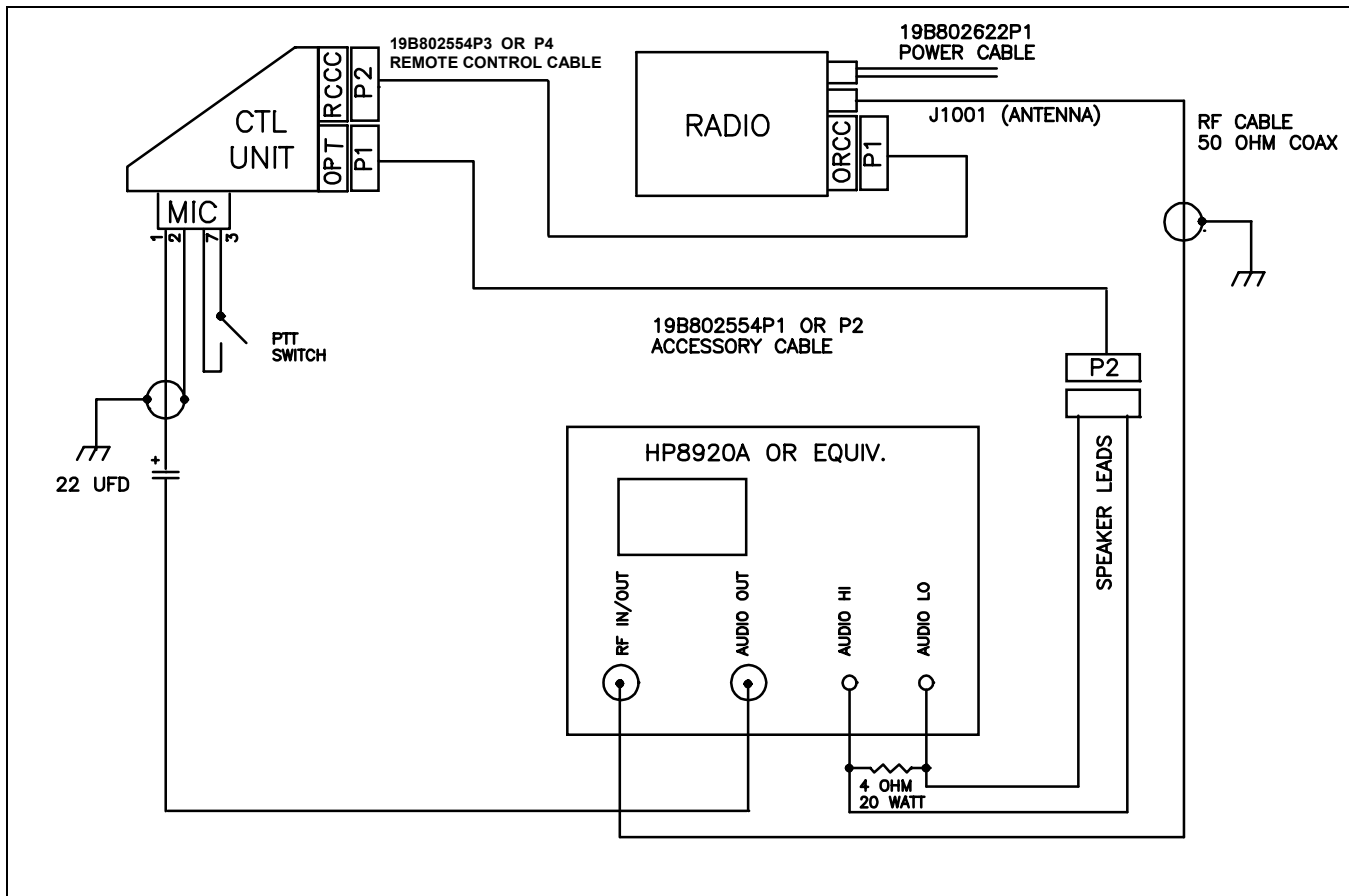 19B802554P3 OR P4
REMOTE CONTROL CABLE
19B802622P1
POWER CABLE
CTL
UNIT
RCCC
P2
OPT
P1
RADIO
ORCC
P1
J1001 (ANTENNA)
RF CABLE
50 OHM COAX
MIC
1
2
7
3
PTT
SWITCH
19B802554P1 OR P2
ACCESSORY CABLE
P2
+
22 UFD
HP8920A OR EQUIV.
SPEAKER LEADS
RF IN/OUT
AUDIO OUT
AUDIO HI
AUDIO LO
4 OHM
20 WATT